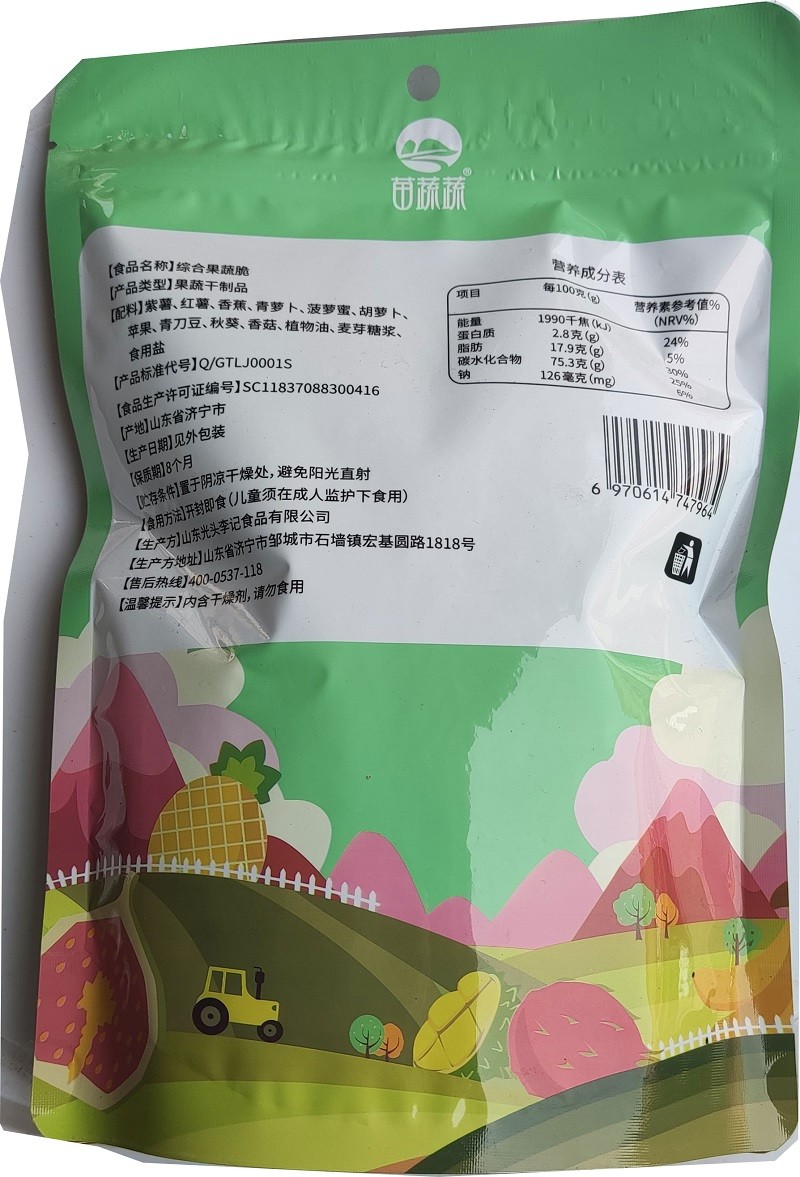 苗蔬蔬®
【食品名称】综合果蔬脆
【产品类型】果蔬干制品
【配料】紫薯、红薯、香蕉、青萝卜、菠萝蜜、胡萝卜、
苹果、青刀豆、秋葵、香菇、植物油、麦芽糖浆、
食用盐
【产品标准代号】Q/GTLJ0001S
【食品生产许可证编号】SC11837088300416
【产地】山东省济宁市
【生产日期】见外包装
【保质期】8个月
【贮存条件】置于阴凉干燥处,避免阳光直射
【食用方法】开封即食(儿童须在成人监护下食用)
【生产方】山东光头李记食品有限公司
【生产方地址】山东省济宁市邹城市石墙镇宏基圆路1818号
【售后热线】400-0537-118
【温馨提示】内含干燥剂,请勿食用
营养成分表
项目 每100克(g) 营养素参考值%
(NRV%)
能量 1990千焦(kJ) 24%
蛋白质 2.8克(g) 5%
脂肪 17.9克(g) 30%
碳水化合物 75.3克(g) 25%
钠 126毫克(mg) 6%
6 970614 747964